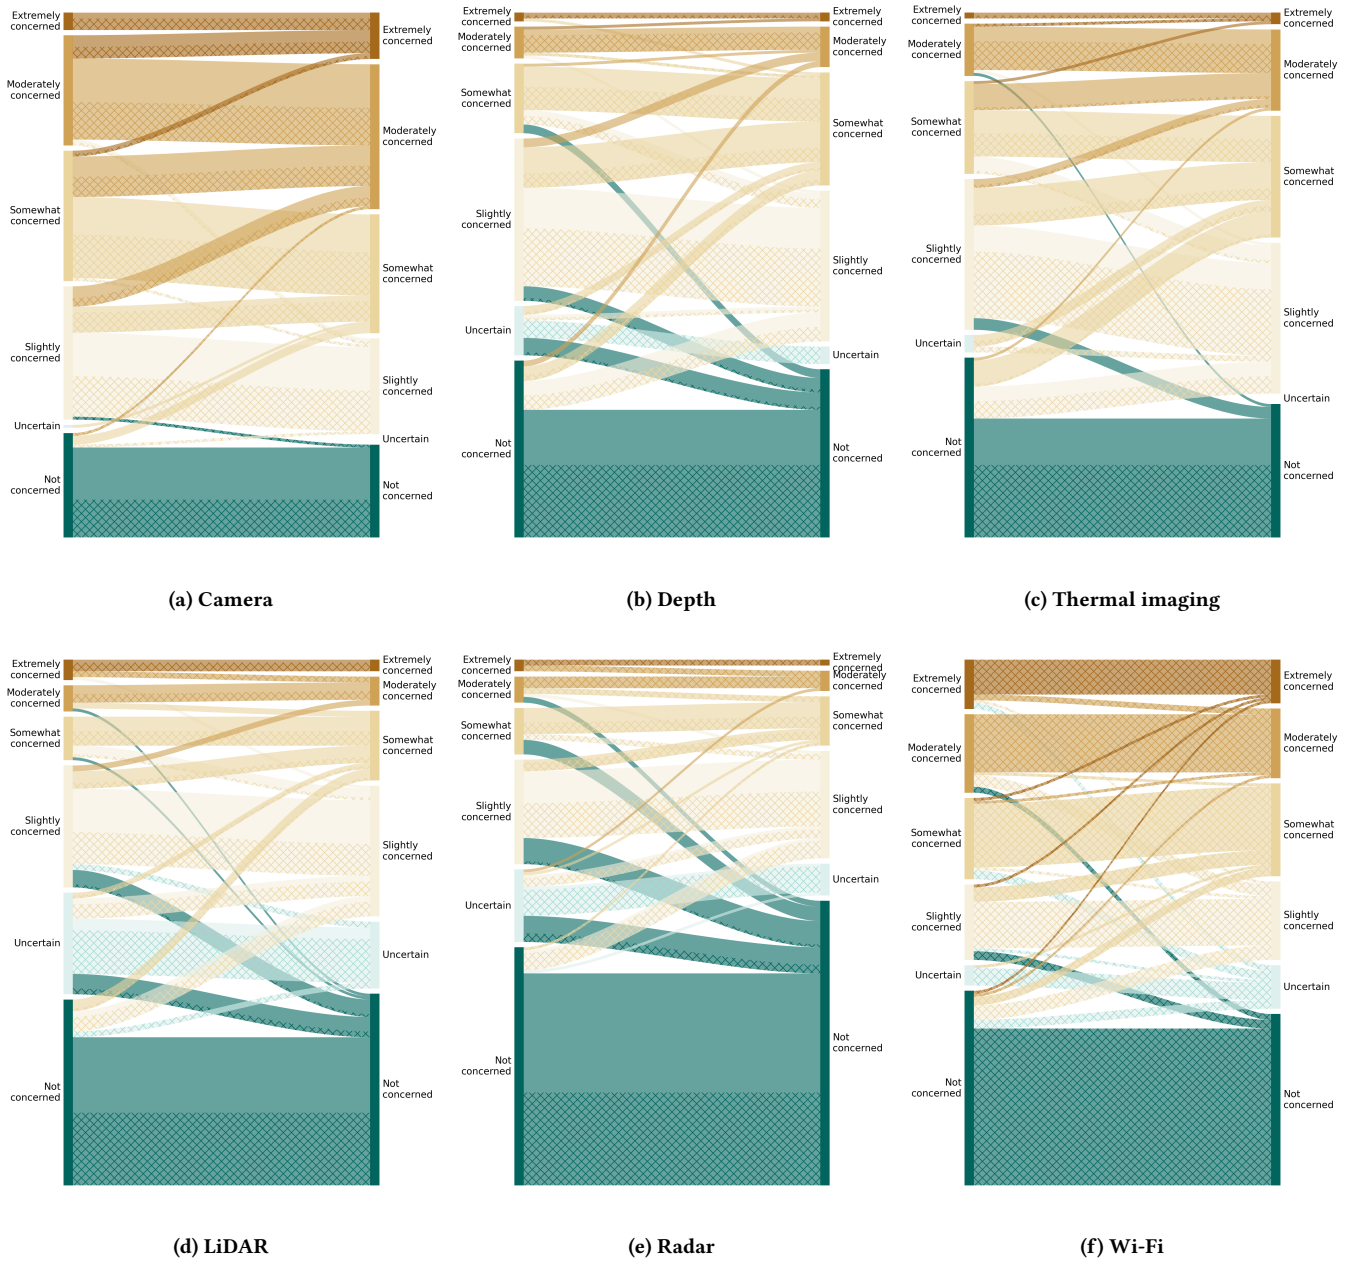 Extremely
concerned
Moderately
concerned
Somewhat
concerned
Slightly
concerned
Uncertain
Not
concerned
Extremely
concerned
Moderately
concerned
Somewhat
concerned
Slightly
concerned
Uncertain
Not
concerned
(a) Camera
Extremely
concerned
Moderately
concerned
Somewhat
concerned
Slightly
concerned
Uncertain
Not
concerned
Extremely
concerned
Moderately
concerned
Somewhat
concerned
Slightly
concerned
Uncertain
Not
concerned
(b) Depth
Extremely
concerned
Moderately
concerned
Somewhat
concerned
Slightly
concerned
Uncertain
Not
concerned
Extremely
concerned
Moderately
concerned
Somewhat
concerned
Slightly
concerned
Uncertain
Not
concerned
(c) Thermal imaging
Extremely
concerned
Moderately
concerned
Somewhat
concerned
Slightly
concerned
Uncertain
Not
concerned
Extremely
concerned
Moderately
concerned
Somewhat
concerned
Slightly
concerned
Uncertain
Not
concerned
(d) LiDAR
Extremely
concerned
Moderately
concerned
Somewhat
concerned
Slightly
concerned
Uncertain
Not
concerned
Extremely
concerned
Moderately
concerned
Somewhat
concerned
Slightly
concerned
Uncertain
Not
concerned
(e) Radar
Extremely
concerned
Moderately
concerned
Somewhat
concerned
Slightly
concerned
Uncertain
Not
concerned
Extremely
concerned
Moderately
concerned
Somewhat
concerned
Slightly
concerned
Uncertain
Not
concerned
(f) Wi-Fi